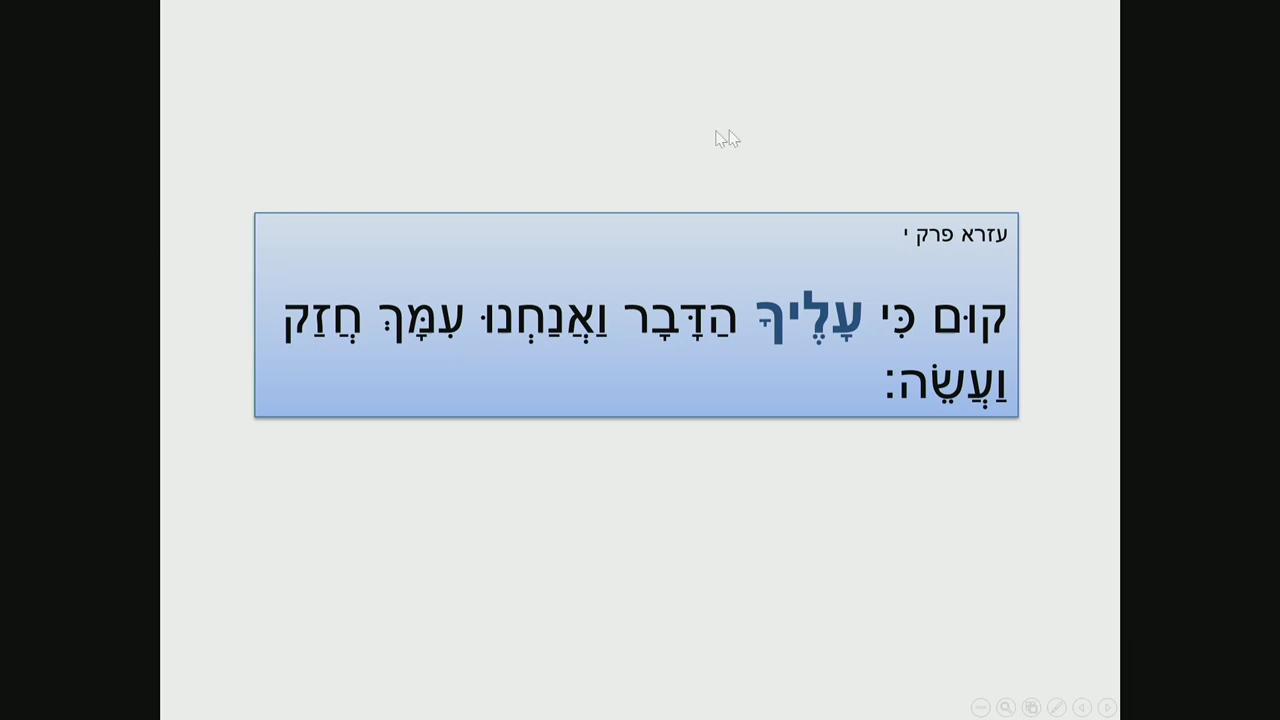 עזרא פרק י
קוּם כִּי עָלֶיךָ הַדָּבָר וַאֲנַחְנוּ עִמָּךְ חֲזַק
וַעֲשֵׂה: